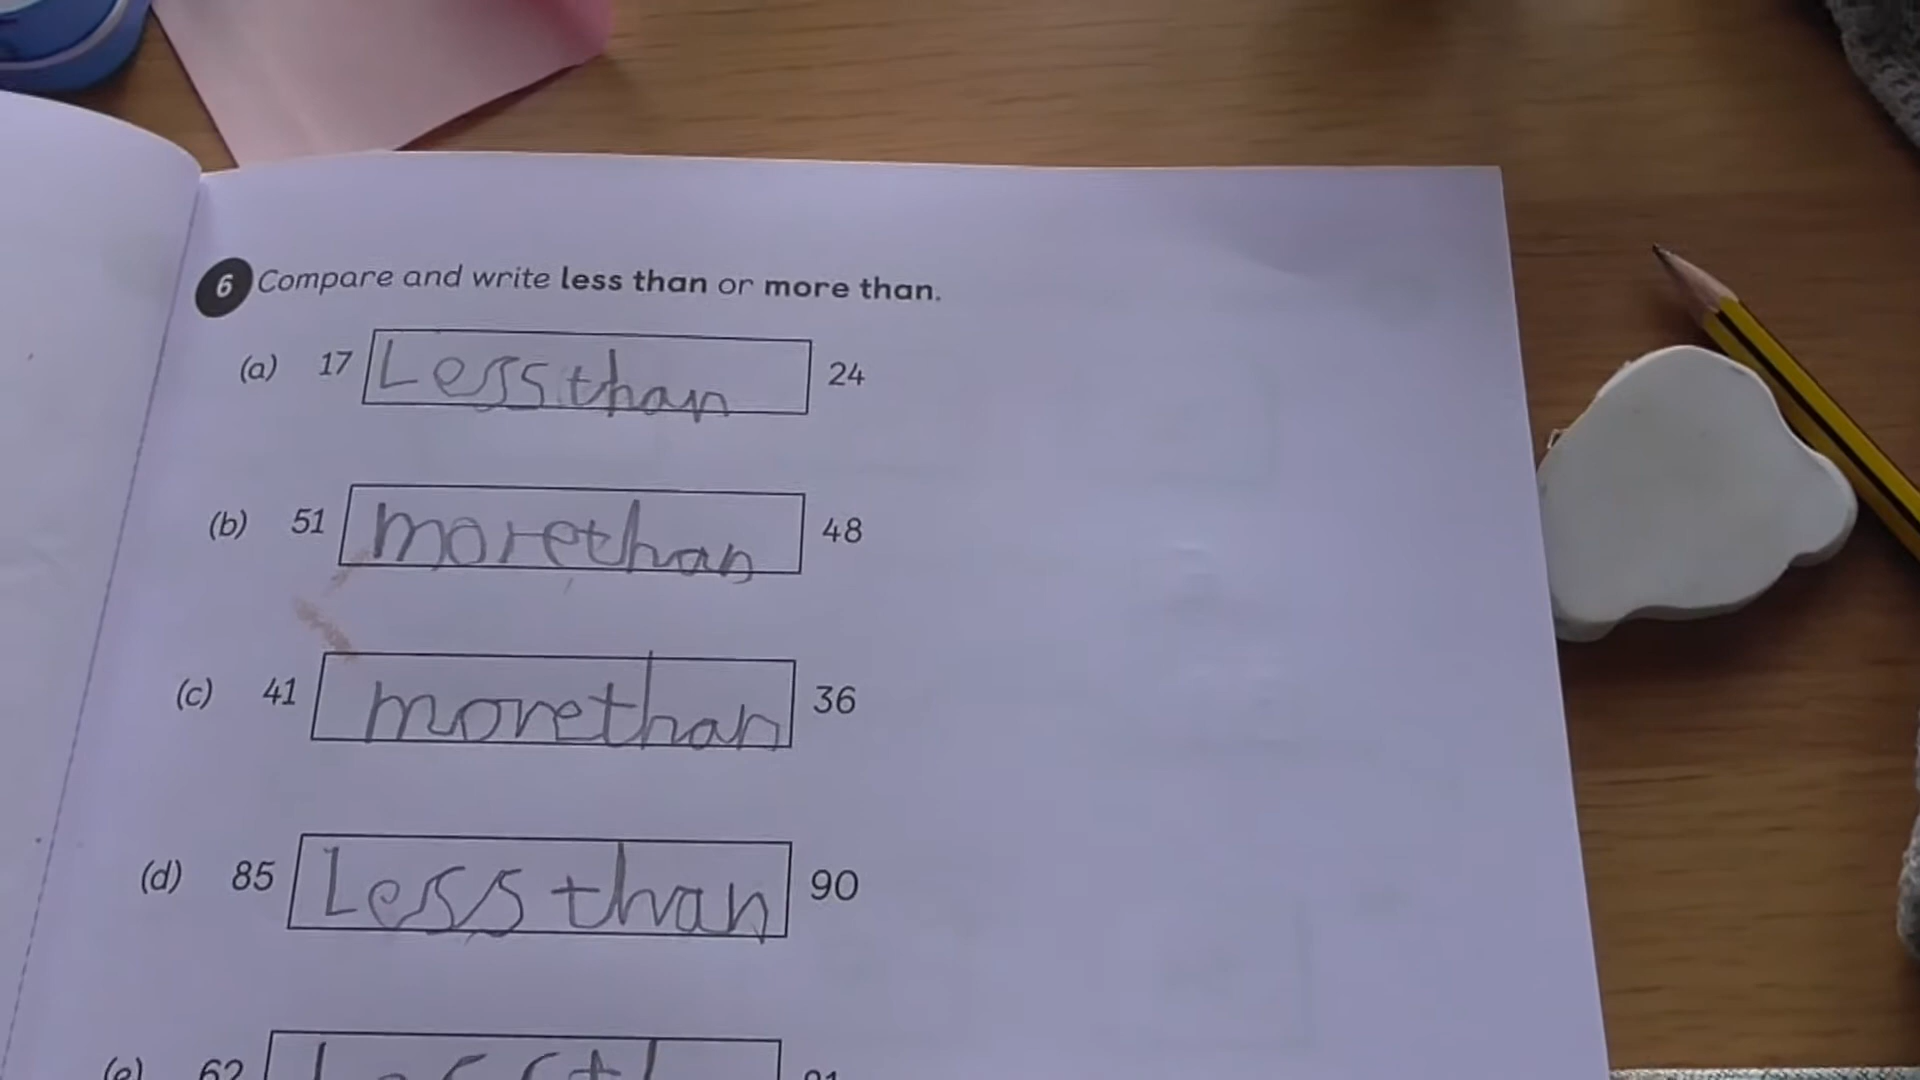 6 Compare and write less than or more than.
(a) 17 Less than 24
(b) 51 more than 48
(c) 41 more than 36
(d) 85 Less than 90
(e) 62